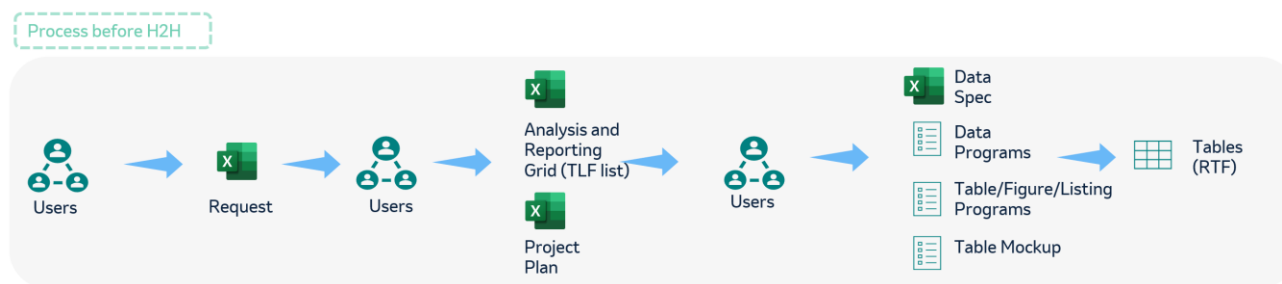 Process before H2H
Users
Request
Users
X
Analysis and
Reporting
Grid (TLF list)
X
Project
Plan
Users
X
Data
Spec
Data
Programs
Table/Figure/Listing
Programs
Table Mockup
Tables
(RTF)
X